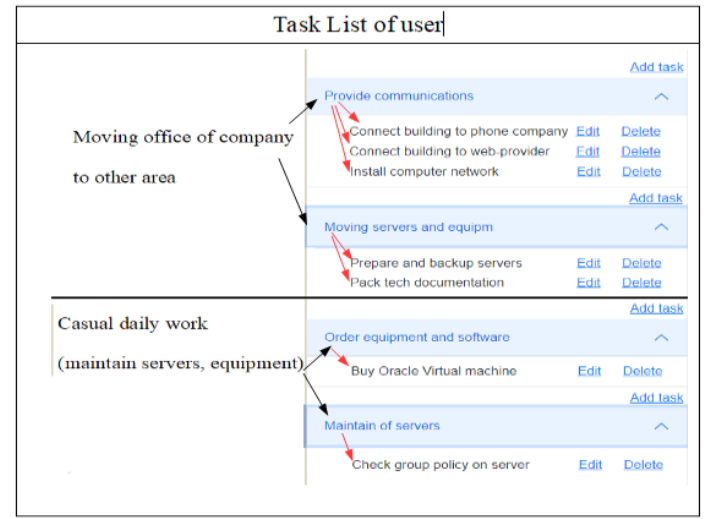 Task List of user
Add task
Provide communications
Connect building to phone company Edit Delete
Moving office of company
Connect building to web-provider Edit Delete
to other area
Install computer network Edit Delete
Add task
Moving servers and equipm
Prepare and backup servers Edit Delete
Pack tech documentation Edit Delete
Add task
Casual daily work
Order equipment and software
(maintain servers, equipment)
Buy Oracle Virtual machine Edit Delete
Add task
Maintain of servers
Check group policy on server Edit Delete